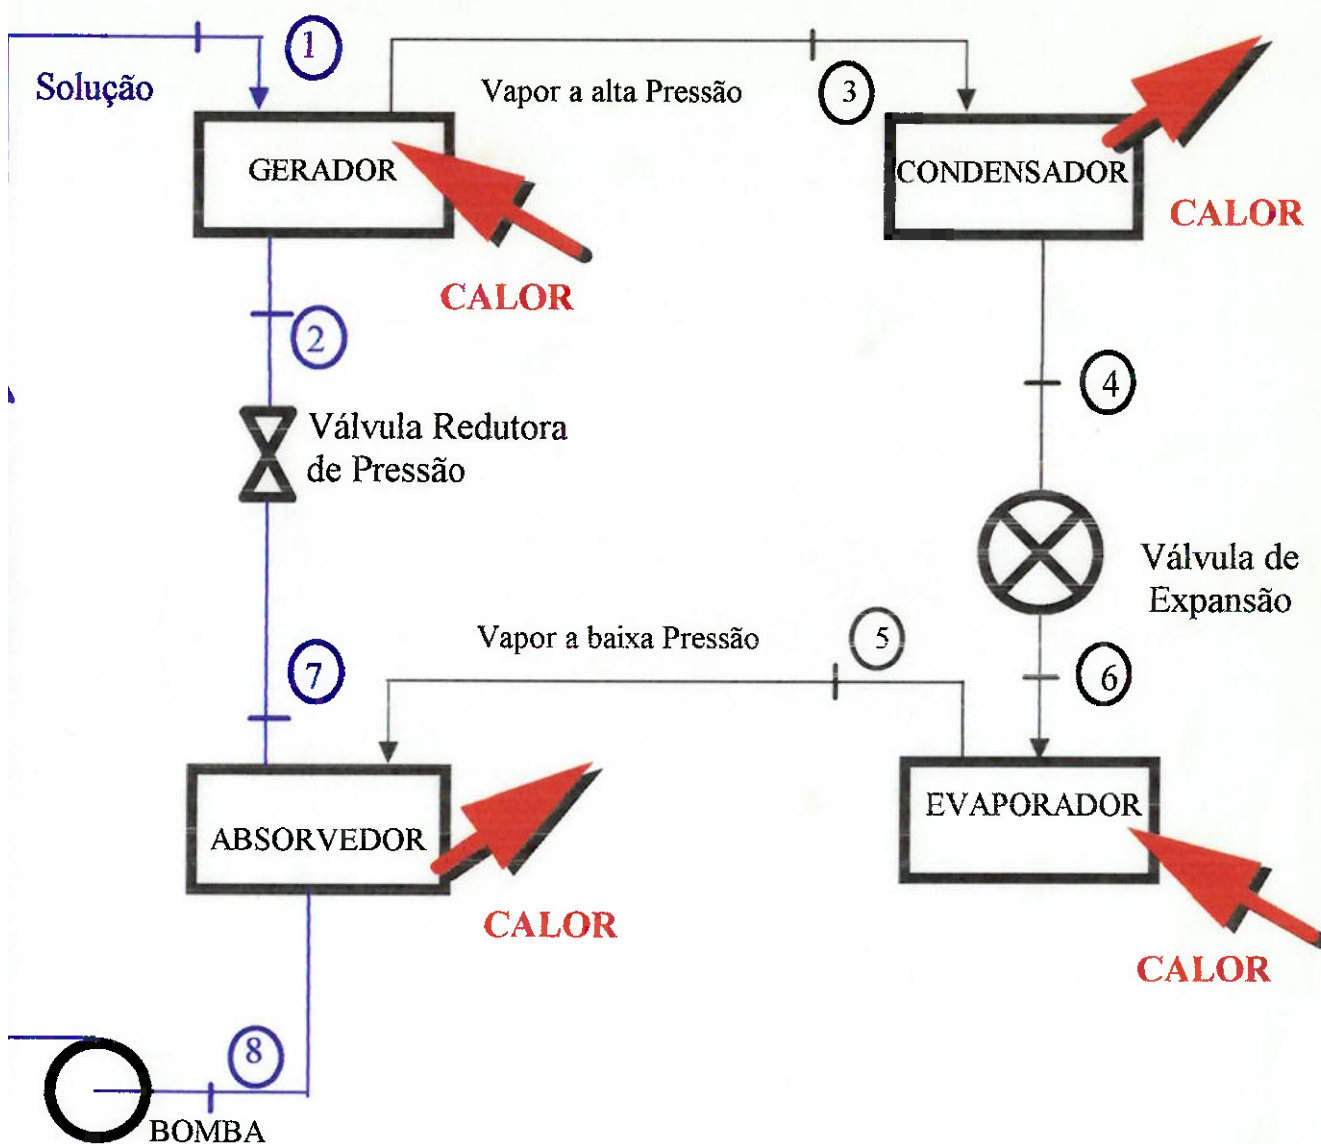 1
Solução
Vapor a alta Pressão
3
GERADOR
CONDENSADOR
CALOR
CALOR
2
4
Válvula Redutora
de Pressão
Válvula de
Expansão
Vapor a baixa Pressão
5
7
6
ABSORVEDOR
EVAPORADOR
CALOR
CALOR
8
BOMBA